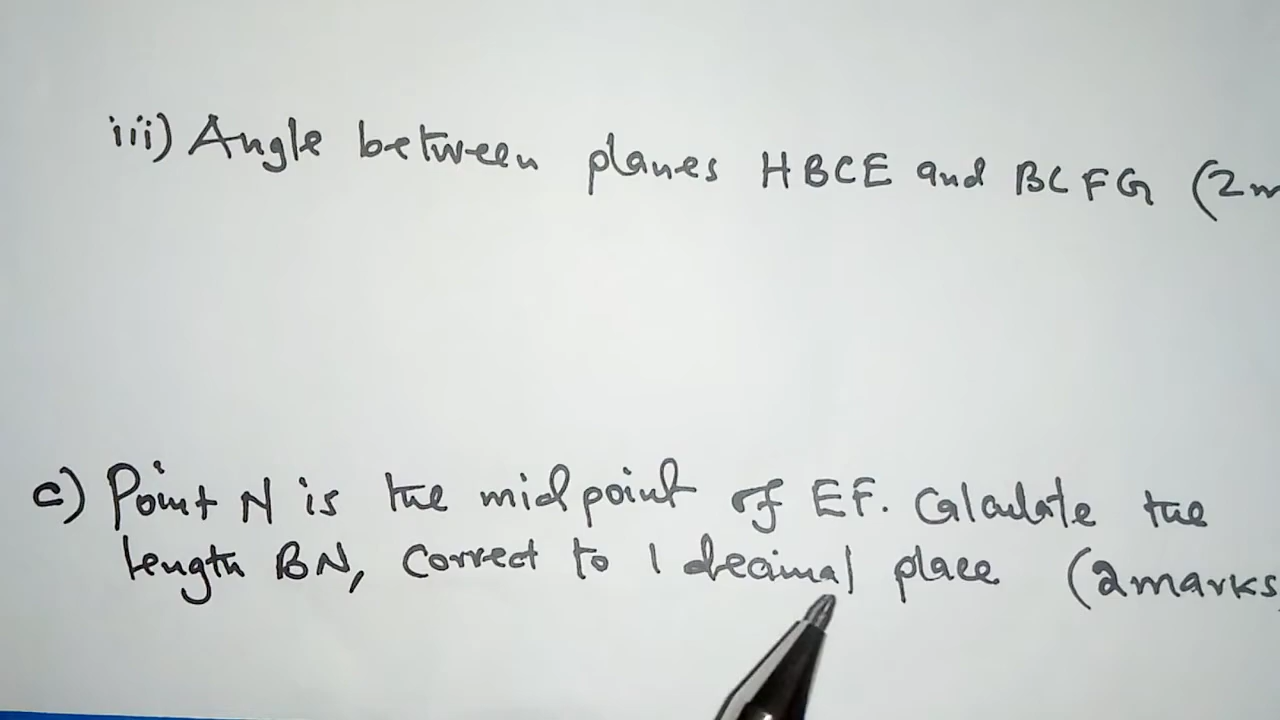 iii) Angle between planes HBCE and BCFG (2m
c) Point N is the midpoint of EF. Calculate the
length BN, correct to 1 decimal place (2marks